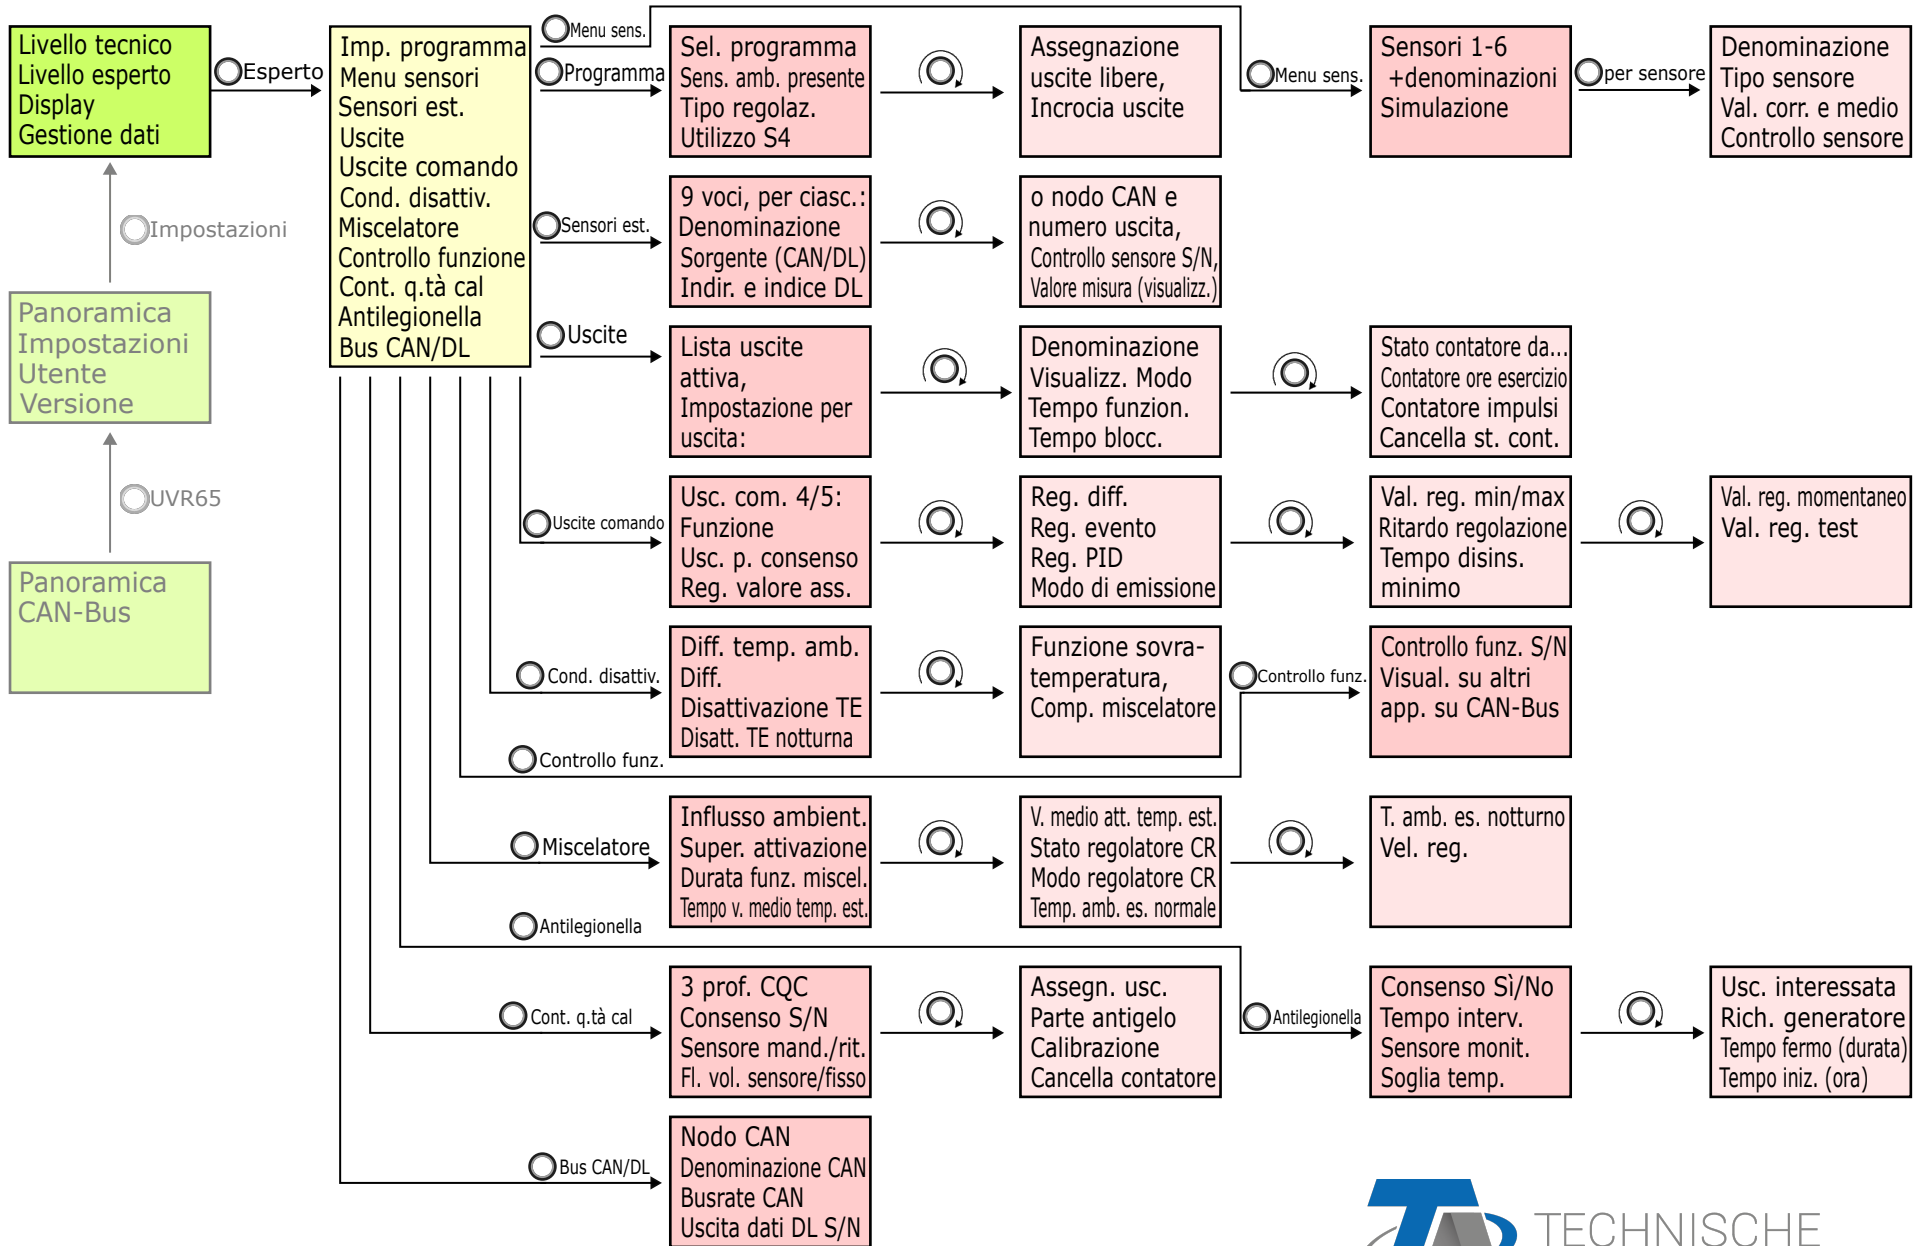 Livello tecnico
Livello esperto
Display
Gestione dati
Esperto
Impostazioni
Panoramica
Impostazioni
Utente
Versione
UVR65
Panoramica
CAN-Bus
Imp. programma
Menu sensori
Sensori est.
Uscite
Uscite comando
Cond. disattiv.
Miscelatore
Controllo funzione
Cont. q.tà cal
Antilegionella
Bus CAN/DL
Menu sens.
Programma
Sel. programma
Sens. amb. presente
Tipo regolaz.
Utilizzo S4
Assegnazione
uscite libere,
Incrocia uscite
Menu sens.
Sensori 1-6
+denominazioni
Simulazione
per sensore
Denominazione
Tipo sensore
Val. corr. e medio
Controllo sensore
Sensori est.
9 voci, per ciasc.:
Denominazione
Sorgente (CAN/DL)
Indir. e indice DL
o nodo CAN e
numero uscita,
Controllo sensore S/N,
Valore misura (visualizz.)
Uscite
Lista uscite
attiva,
Impostazione per
uscita:
Denominazione
Visualizz. Modo
Tempo funzion.
Tempo blocc.
Stato contatore da...
Contatore ore esercizio
Contatore impulsi
Cancella st. cont.
Uscite comando
Usc. com. 4/5:
Funzione
Usc. p. consenso
Reg. valore ass.
Reg. diff.
Reg. evento
Reg. PID
Modo di emissione
Val. reg. min/max
Ritardo regolazione
Tempo disins.
minimo
Val. reg. momentaneo
Val. reg. test
Cond. disattiv.
Diff. temp. amb.
Diff.
Disattivazione TE
Disatt. TE notturna
Funzione sovra-
temperatura,
Comp. miscelatore
Controllo funz.
Controllo funz. S/N
Visual. su altri
app. su CAN-Bus
Controllo funz.
Miscelatore
Influsso ambient.
Super. attivazione
Durata funz. miscel.
Tempo v. medio temp. est.
V. medio att. temp. est.
Stato regolatore CR
Modo regolatore CR
Temp. amb. es. normale
T. amb. es. notturno
Vel. reg.
Antilegionella
Cont. q.tà cal
3 prof. CQC
Consenso S/N
Sensore mand./rit.
Fl. vol. sensore/fisso
Assegn. usc.
Parte antigelo
Calibrazione
Cancella contatore
Antilegionella
Consenso Sì/No
Tempo interv.
Sensore monit.
Soglia temp.
Usc. interessata
Rich. generatore
Tempo fermo (durata)
Tempo iniz. (ora)
Bus CAN/DL
Nodo CAN
Denominazione CAN
Busrate CAN
Uscita dati DL S/N
TA TECHNISCHE